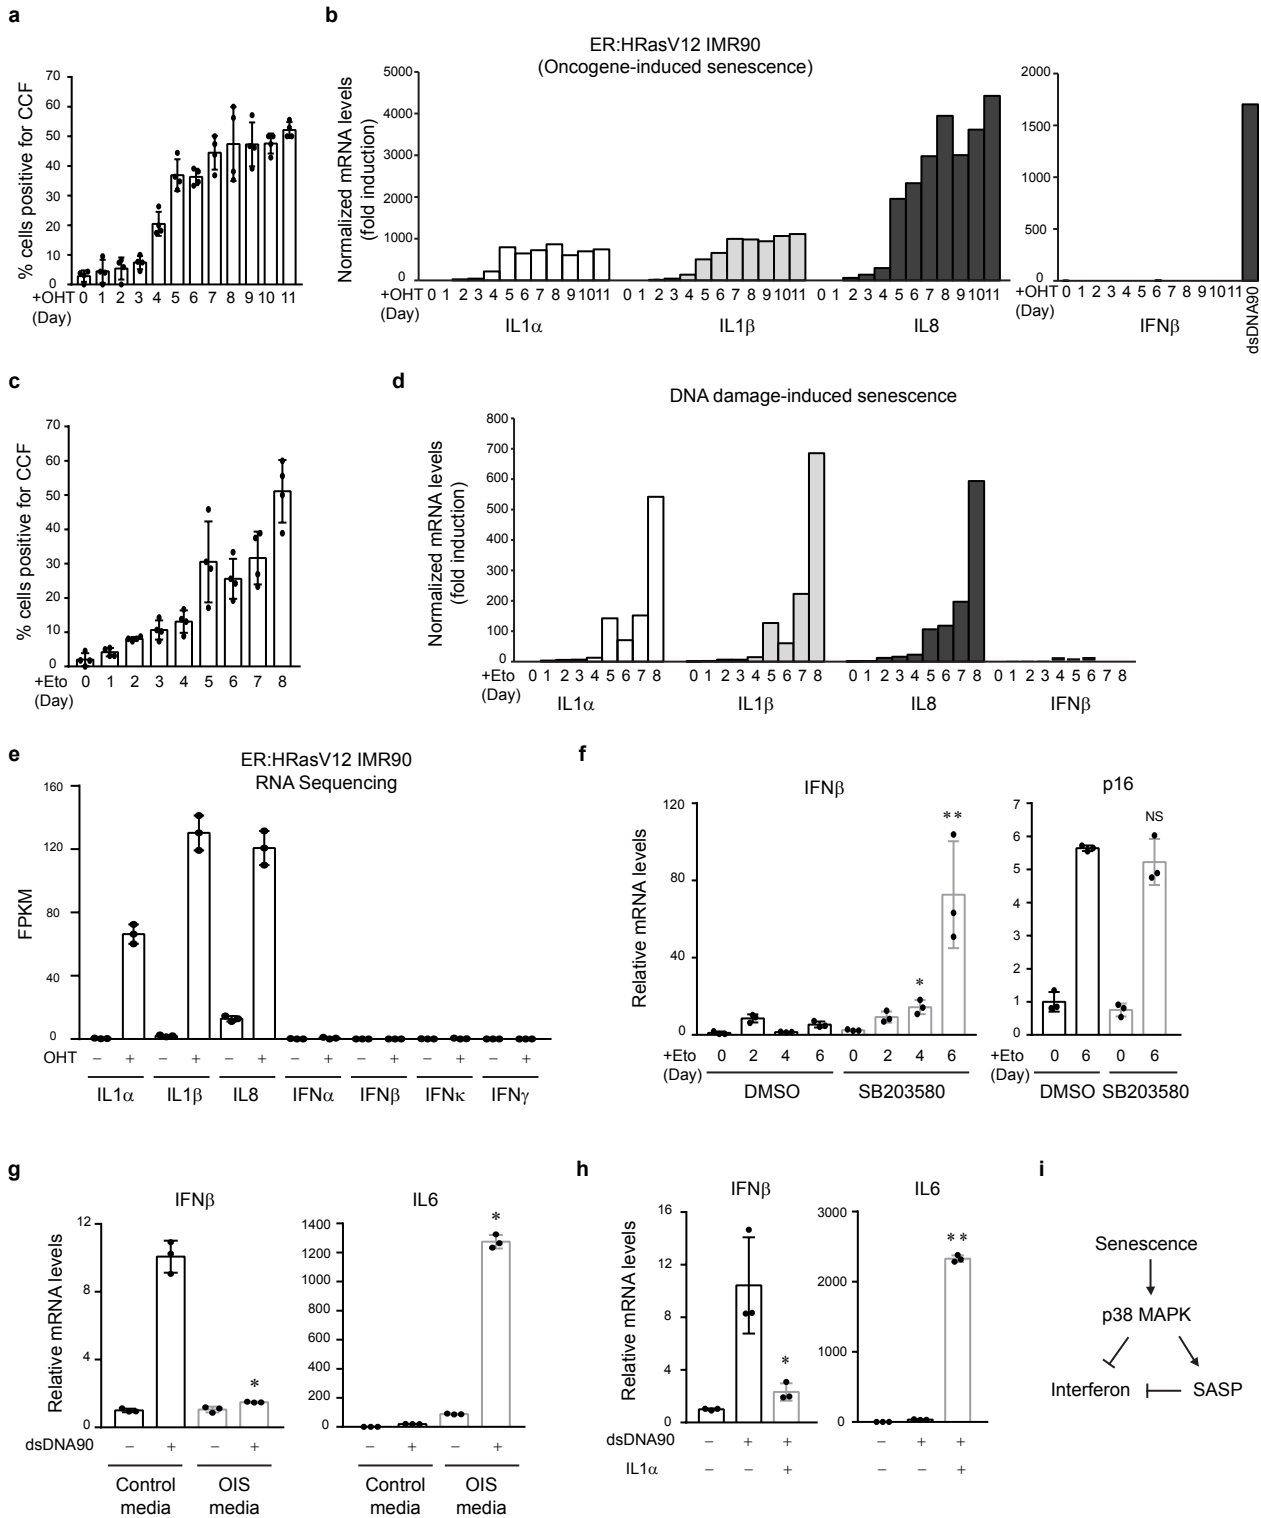 a
% cells positive for CCF
70
60
50
40
30
20
10
0
+OHT 0 1 2 3 4 5 6 7 8 9 10 11
(Day)
b
ER:HRasV12 IMR90
(Oncogene-induced senescence)
Normalized mRNA levels
(fold induction)
5000
4000
3000
2000
1000
0
+OHT 0 1 2 3 4 5 6 7 8 9 10 11 0 1 2 3 4 5 6 7 8 9 10 11 0 1 2 3 4 5 6 7 8 9 10 11
(Day)
IL1α IL1β IL8
2000
1500
1000
500
0
+OHT 0 1 2 3 4 5 6 7 8 9 10 11 dsDNA90
(Day)
IFNβ
c
% cells positive for CCF
70
60
50
40
30
20
10
0
+Eto 0 1 2 3 4 5 6 7 8
(Day)
d
DNA damage-induced senescence
Normalized mRNA levels
(fold induction)
800
700
600
500
400
300
200
100
0
+Eto 0 1 2 3 4 5 6 7 8 0 1 2 3 4 5 6 7 8 0 1 2 3 4 5 6 7 8 0 1 2 3 4 5 6 7 8
(Day)
IL1α IL1β IL8 IFNβ
e
ER:HRasV12 IMR90
RNA Sequencing
FPKM
160
120
80
40
0
OHT − + − + − + − + − + − + − +
IL1α IL1β IL8 IFNα IFNβ IFNκ IFNγ
f
IFNβ
Relative mRNA levels
120
80
40
0
* **
+Eto 0 2 4 6 0 2 4 6
(Day)
DMSO SB203580
p16
7
6
5
4
3
2
1
0
NS
+Eto 0 6 0 6
(Day)
DMSO SB203580
g
IFNβ
Relative mRNA levels
12
8
4
0
*
dsDNA90 − + − +
Control OIS
media media
IL6
1400
1200
1000
800
600
400
200
0
*
− + − +
Control OIS
media media
h
IFNβ
16
12
8
4
0
*
dsDNA90 − + +
IL1α − − +
IL6
3000
2000
1000
0
**
− + +
− − +
i
Senescence
p38 MAPK
Interferon SASP